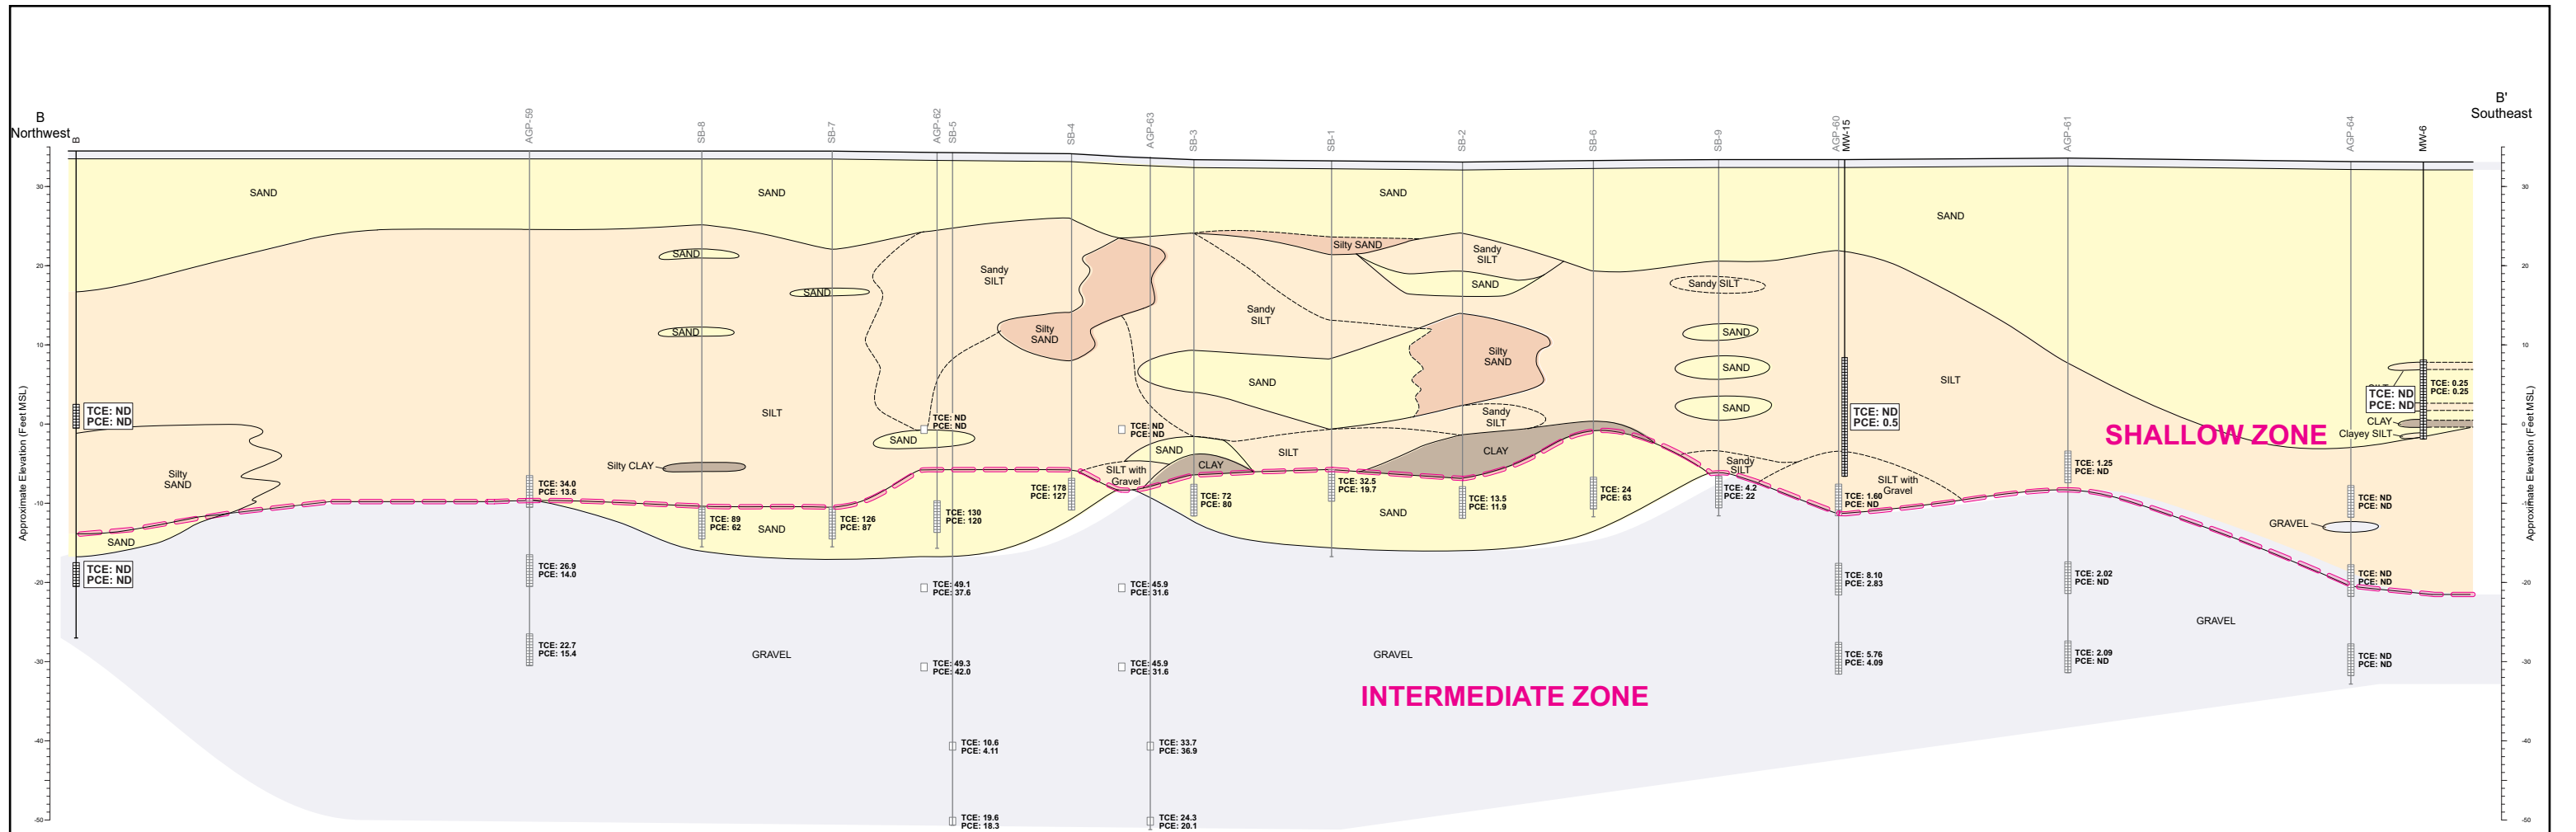 B
Northwest
B'
Southeast
B
AGP-59
SB-8
SB-7
AGP-62
SB-5
SB-4
AGP-63
SB-3
SB-1
SB-2
SB-6
SB-9
AGP-60
MW-15
AGP-61
AGP-64
MW-6
Approximate Elevation (Feet MSL)
30
20
10
0
-10
-20
-30
-40
-50
SAND
SAND
SAND
SAND
SAND
SAND
SAND
Sandy
SILT
Silty
SAND
Silty SAND
Sandy
SILT
SAND
Sandy
SILT
SAND
Silty
SAND
Sandy
SILT
Sandy SILT
SAND
SAND
SAND
SILT
SILT
SILT
SAND
Silty CLAY
Silty
SAND
SAND
SAND
SAND
CLAY
SILT with
Gravel
CLAY
SAND
Sandy
SILT
SILT with
Gravel
CLAY
Clayey SILT
GRAVEL
GRAVEL
GRAVEL
GRAVEL
SHALLOW ZONE
INTERMEDIATE ZONE
TCE: ND
PCE: ND
TCE: ND
PCE: ND
TCE: 34.0
PCE: 13.6
TCE: 26.9
PCE: 14.0
TCE: 22.7
PCE: 15.4
TCE: 89
PCE: 62
TCE: 126
PCE: 87
TCE: ND
PCE: ND
TCE: 130
PCE: 120
TCE: 49.1
PCE: 37.6
TCE: 49.3
PCE: 42.0
TCE: 10.6
PCE: 4.11
TCE: 19.6
PCE: 18.3
TCE: 178
PCE: 127
TCE: ND
PCE: ND
TCE: 45.9
PCE: 31.6
TCE: 45.9
PCE: 31.6
TCE: 33.7
PCE: 36.9
TCE: 24.3
PCE: 20.1
TCE: 72
PCE: 80
TCE: 32.5
PCE: 19.7
TCE: 13.5
PCE: 11.9
TCE: 24
PCE: 63
TCE: 4.2
PCE: 22
TCE: ND
PCE: 0.5
TCE: 1.60
PCE: ND
TCE: 8.10
PCE: 2.83
TCE: 5.76
PCE: 4.09
TCE: 1.25
PCE: ND
TCE: 2.02
PCE: ND
TCE: 2.09
PCE: ND
TCE: ND
PCE: ND
TCE: ND
PCE: ND
TCE: ND
PCE: ND
TCE: ND
PCE: ND
TCE: 0.25
PCE: 0.25
30
20
10
0
-10
-20
-30
-40
-50
Approximate Elevation (Feet MSL)